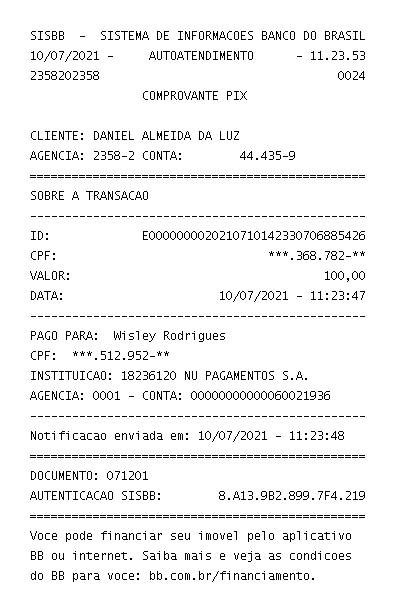 SISBB - SISTEMA DE INFORMACOES BANCO DO BRASIL
10/07/2021 - AUTOATENDIMENTO - 11.23.53
2358202358 0024
COMPROVANTE PIX
CLIENTE: DANIEL ALMEIDA DA LUZ
AGENCIA: 2358-2 CONTA: 44.435-9
================================================
SOBRE A TRANSACAO
------------------------------------------------
ID: E0000000020210710142330706885426
CPF: ***.368.782-**
VALOR: 100,00
DATA: 10/07/2021 - 11:23:47
------------------------------------------------
PAGO PARA: Wisley Rodrigues
CPF: ***.512.952-**
INSTITUICAO: 18236120 NU PAGAMENTOS S.A.
AGENCIA: 0001 - CONTA: 00000000000060021936
------------------------------------------------
Notificacao enviada em: 10/07/2021 - 11:23:48
================================================
DOCUMENTO: 071201
AUTENTICACAO SISBB: 8.A13.9B2.899.7F4.219
================================================
Voce pode financiar seu imovel pelo aplicativo
BB ou internet. Saiba mais e veja as condicoes
do BB para voce: bb.com.br/financiamento.